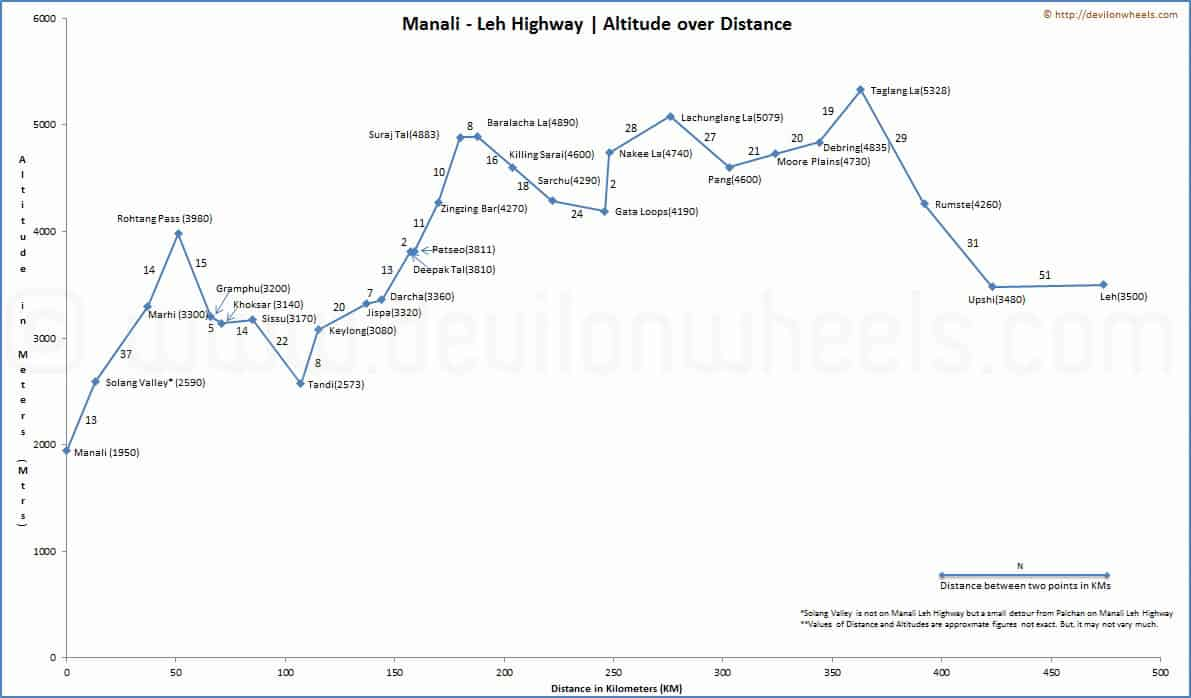 Manali - Leh Highway | Altitude over Distance
© http://devilonwheels.com
6000
5000
4000
3000
2000
1000
0
Altitude in Meters (Mtrs)
Manali (1950)
13
Solang Valley* (2590)
37
Marhi (3300)
14
Rohtang Pass (3980)
15
Gramphu(3200)
5
Khoksar (3140)
14
Sissu(3170)
22
Tandi(2573)
8
Keylong(3080)
20
Jispa(3320)
7
Darcha(3360)
13
Deepak Tal(3810)
2
Patseo(3811)
11
Zingzing Bar(4270)
10
Suraj Tal(4883)
8
Baralacha La(4890)
16
Killing Sarai(4600)
18
Sarchu(4290)
24
Gata Loops(4190)
2
Nakee La(4740)
28
Lachunglang La(5079)
27
Pang(4600)
21
Moore Plains(4730)
20
Debring(4835)
19
Taglang La(5328)
29
Rumste(4260)
31
Upshi(3480)
51
Leh(3500)
© www.devilonwheels.com
N
Distance between two points in KMs
*Solang Valley is not on Manali Leh Highway but a small detour from Palchan on Manali Leh Highway
**Values of Distance and Altitudes are approxmate figures not exact. But, it may not vary much.
0 50 100 150 200 250 300 350 400 450 500
Distance in Kilometers (KM)